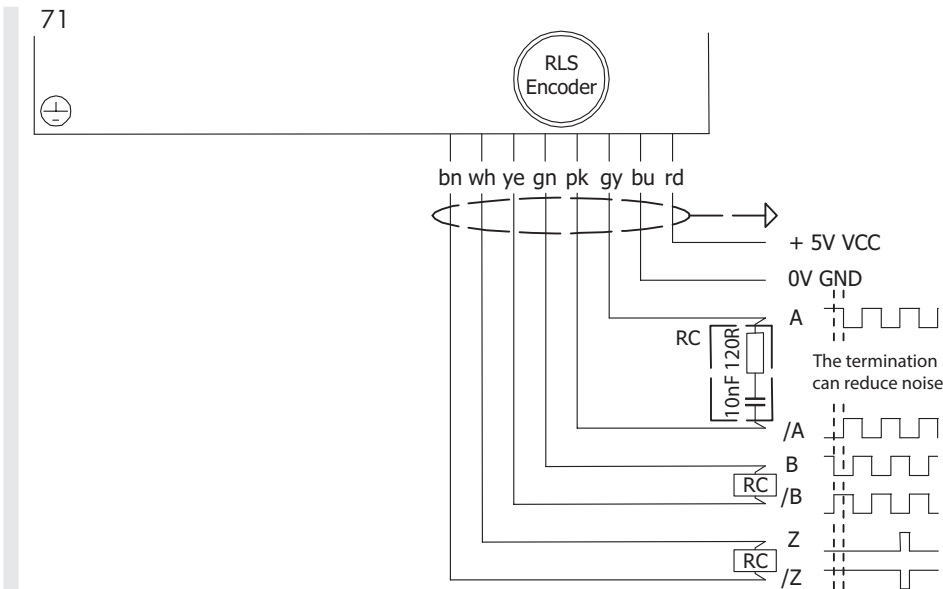 71
RLS
Encoder
bn wh ye gn pk gy bu rd
+ 5V VCC
0V GND
A
RC
10nF 120R
The termination
can reduce noise
/A
B
RC
/B
Z
RC
/Z